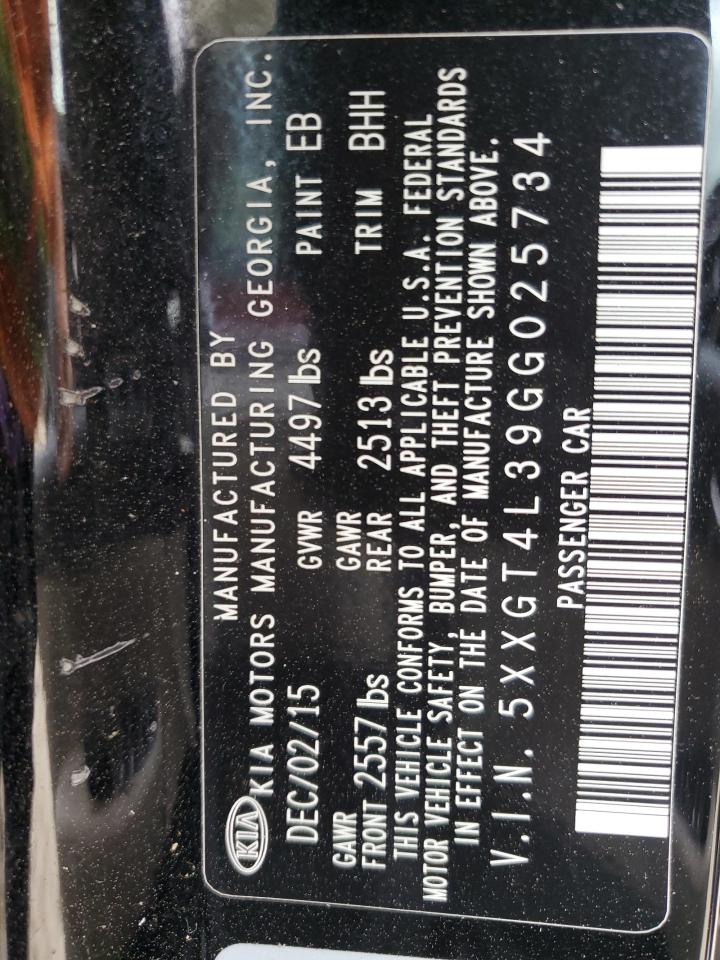 MANUFACTURED BY
KIA KIA MOTORS MANUFACTURING GEORGIA, INC.
DEC/02/15 GVWR 4497 lbs PAINT EB
GAWR FRONT 2557 lbs GAWR REAR 2513 lbs TRIM BHH
THIS VEHICLE CONFORMS TO ALL APPLICABLE U.S.A. FEDERAL
MOTOR VEHICLE SAFETY, BUMPER, AND THEFT PREVENTION STANDARDS
IN EFFECT ON THE DATE OF MANUFACTURE SHOWN ABOVE.
V.I.N. 5XXGT4L39GG025734
PASSENGER CAR